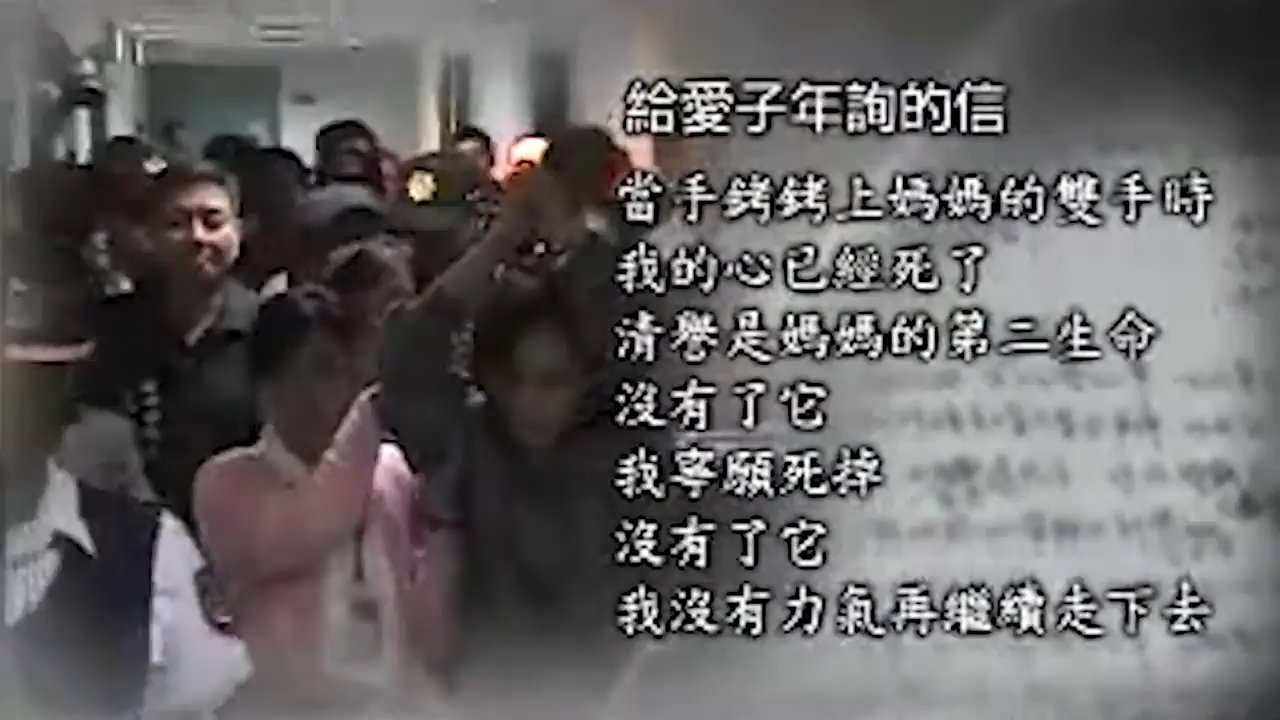 給愛子年詢的信
當手銬銬上媽媽的雙手時
我的心已經死了
清譽是媽媽的第二生命
沒有了它
我寧願死掉
沒有了它
我沒有力氣再繼續走下去